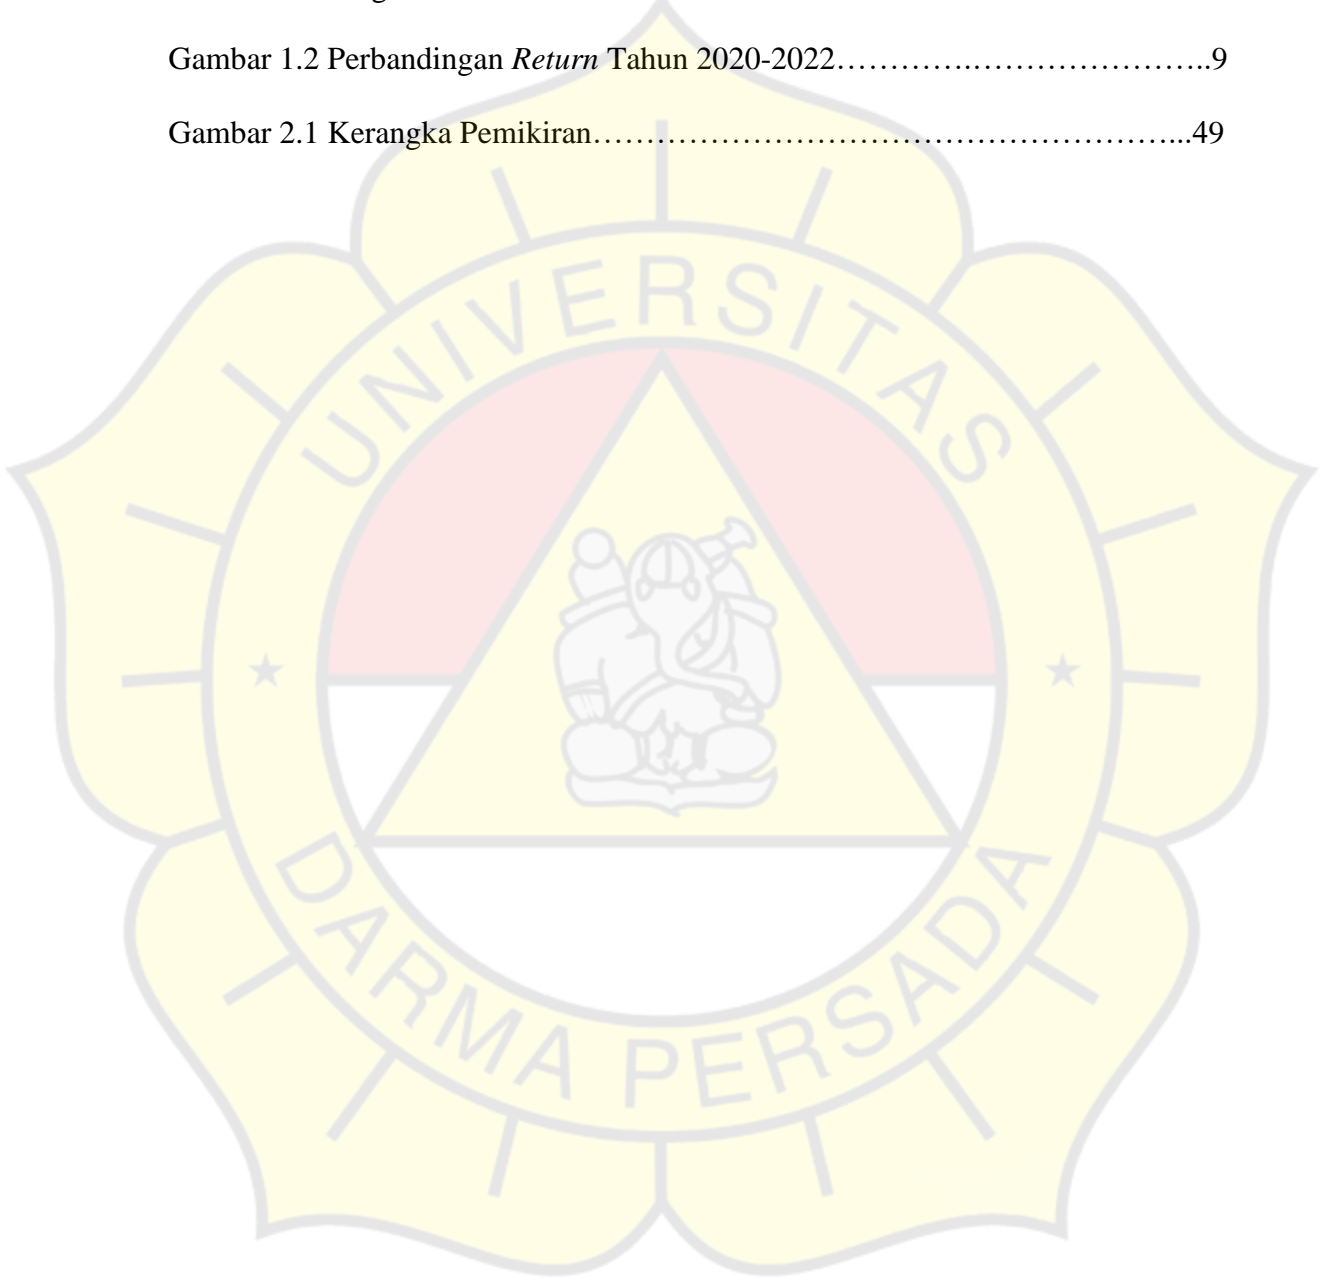 Gambar 1.2 Perbandingan Return Tahun 2020-2022………….…………………..9
Gambar 2.1 Kerangka Pemikiran…………………………………………………...49
UNIVERSITAS
DARMA PERSADA